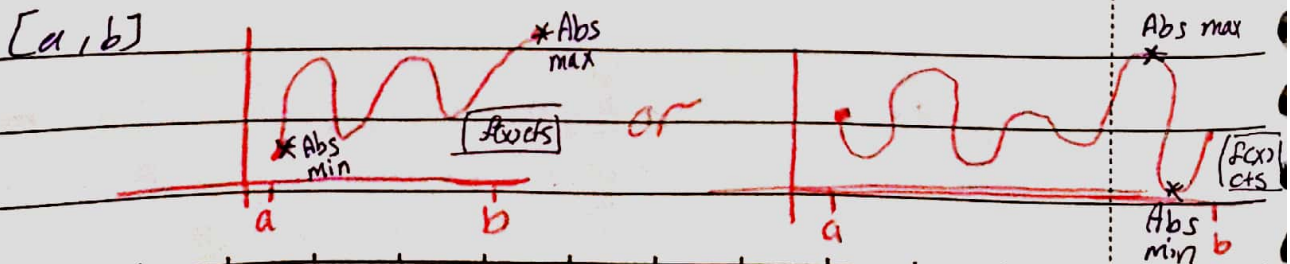 [a,b]
* Abs
max
* Abs
min
f(x) cts
a
b
or
Abs max
*
f(x)
cts
*
Abs
min
a
b